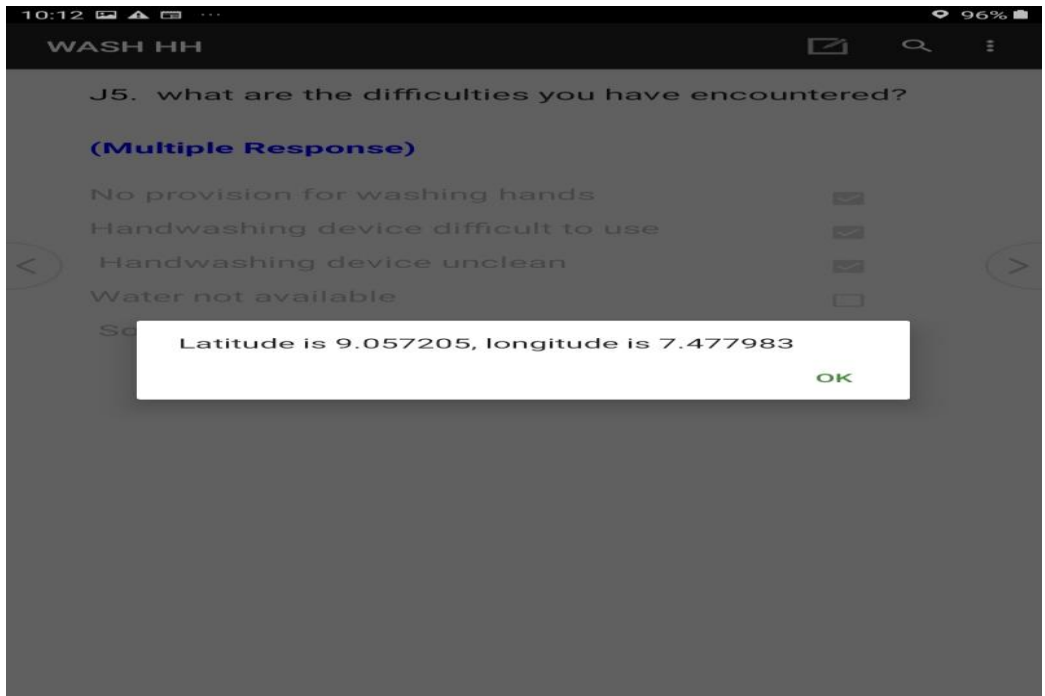 10:12 ... 96%
WASH HH
J5. what are the difficulties you have encountered?
(Multiple Response)
No provision for washing hands
Handwashing device difficult to use
Handwashing device unclean
Water not available
Latitude is 9.057205, longitude is 7.477983
OK